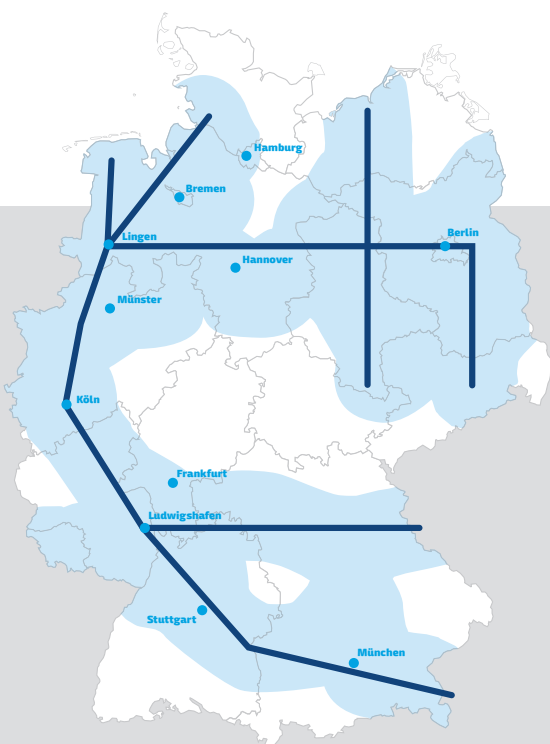 Hamburg
Bremen
Lingen
Berlin
Hannover
Münster
Köln
Frankfurt
Ludwigshafen
Stuttgart
München